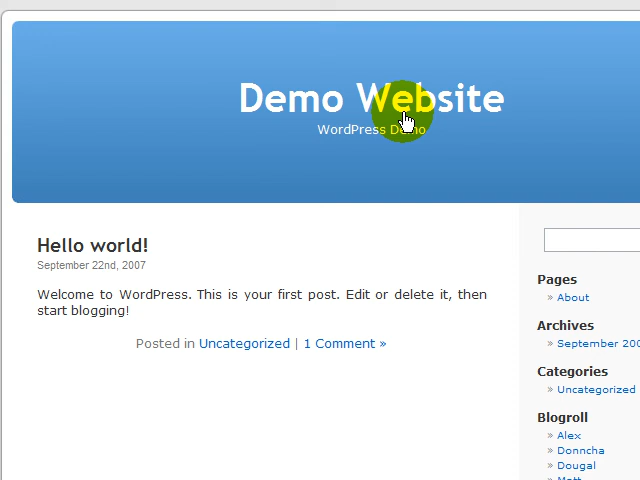 Demo Website
WordPress Demo
Hello world!
September 22nd, 2007
Welcome to WordPress. This is your first post. Edit or delete it, then
start blogging!
Posted in Uncategorized | 1 Comment »
Pages
» About
Archives
» September 200
Categories
» Uncategorized
Blogroll
» Alex
» Donncha
» Dougal
» Matt